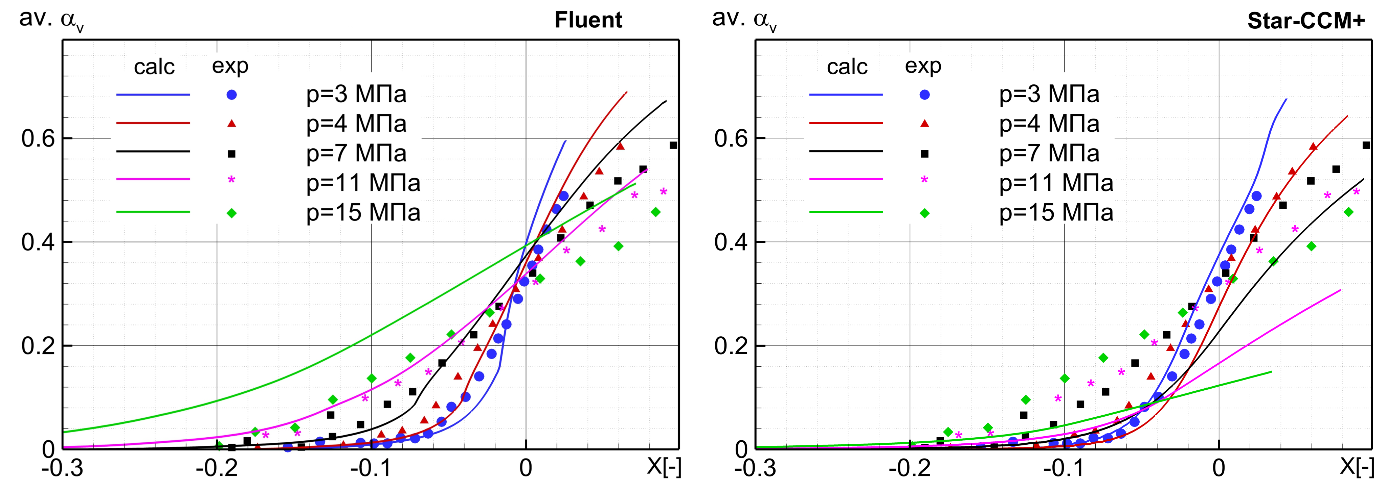 av. αv Fluent
calc exp
p=3 МПа
p=4 МПа
p=7 МПа
p=11 МПа
p=15 МПа
0.6
0.4
0.2
0
-0.3 -0.2 -0.1 0 X[-]
av. αv Star-CCM+
calc exp
p=3 МПа
p=4 МПа
p=7 МПа
p=11 МПа
p=15 МПа
0.6
0.4
0.2
0
-0.3 -0.2 -0.1 0 X[-]